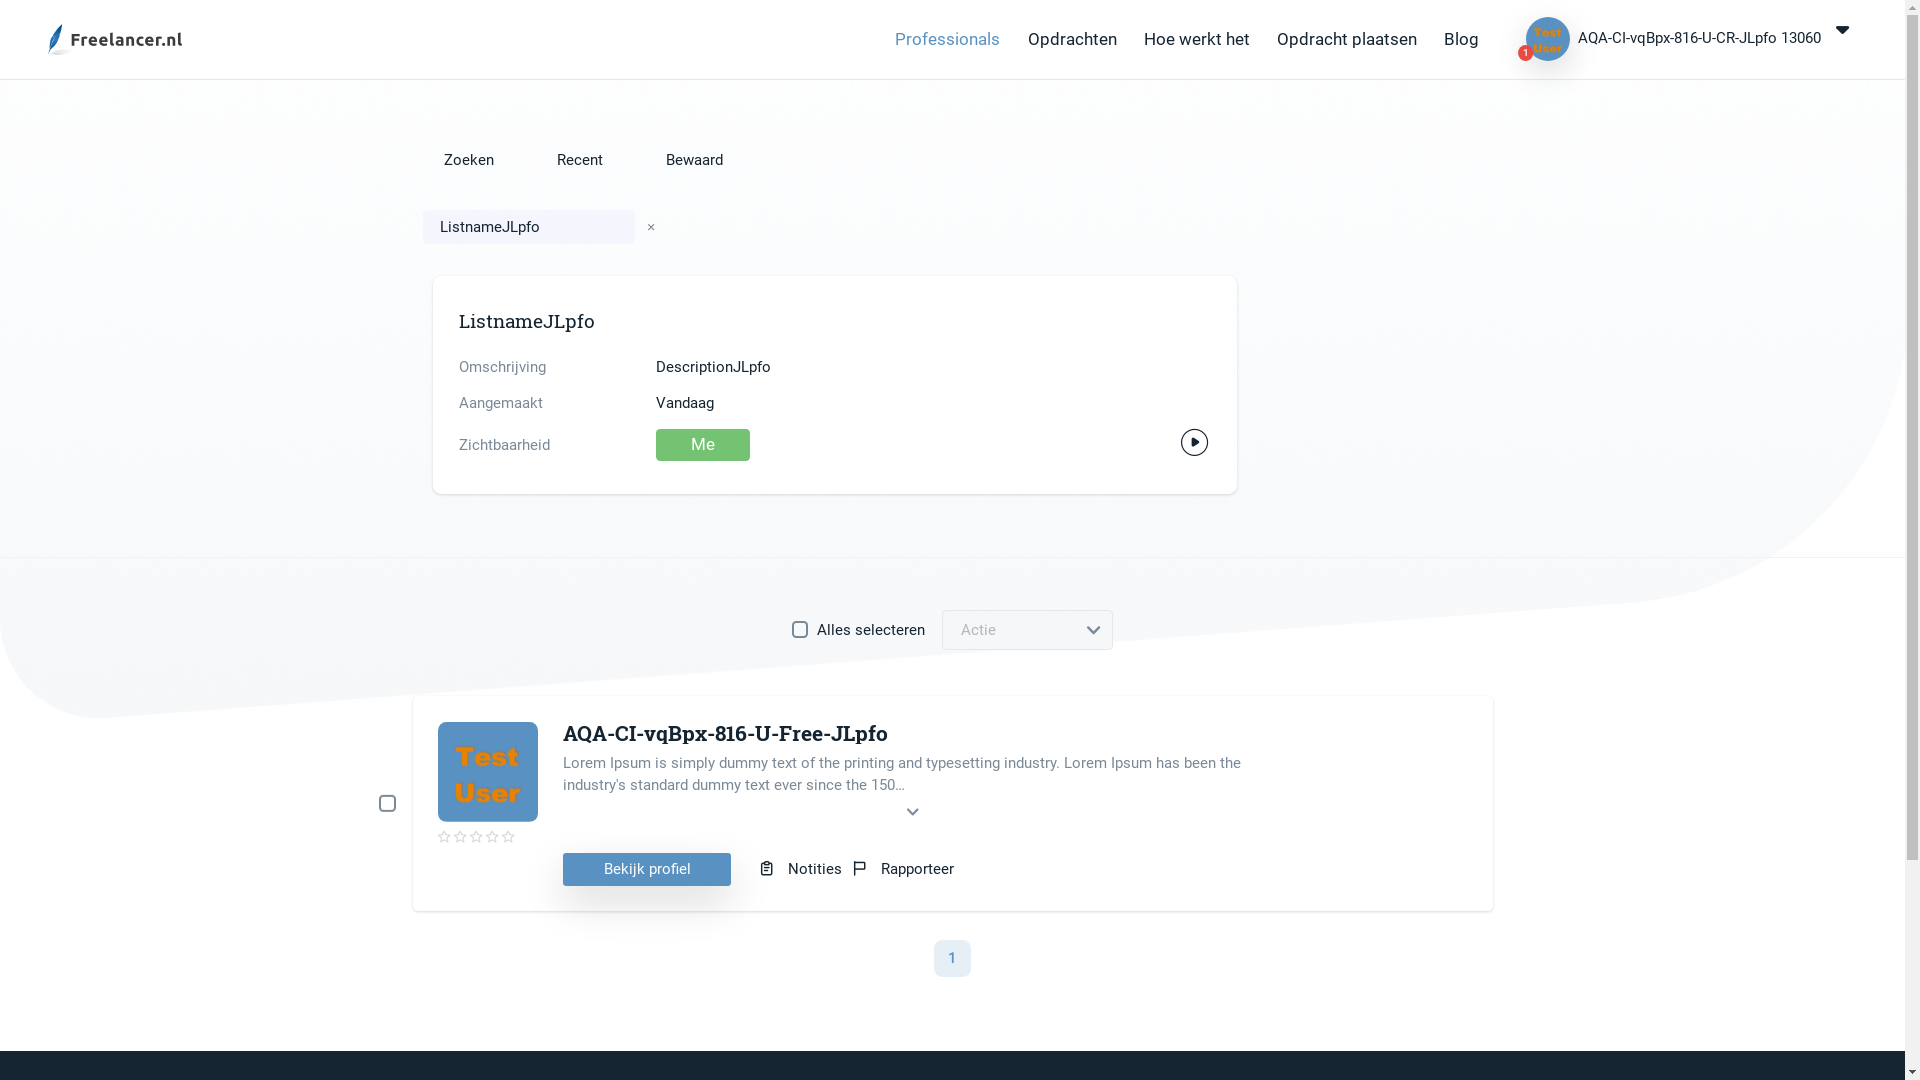 Freelancer.nl
Professionals
Opdrachten
Hoe werkt het
Opdracht plaatsen
Blog
Test
User
1
AQA-CI-vqBpx-816-U-CR-JLpfo 13060
Zoeken
Recent
Bewaard
ListnameJLpfo
×
ListnameJLpfo
Omschrijving
DescriptionJLpfo
Aangemaakt
Vandaag
Zichtbaarheid
Me
Alles selecteren
Actie
Test
User
AQA-CI-vqBpx-816-U-Free-JLpfo
Lorem Ipsum is simply dummy text of the printing and typesetting industry. Lorem Ipsum has been the
industry's standard dummy text ever since the 150...
Bekijk profiel
Notities
Rapporteer
1